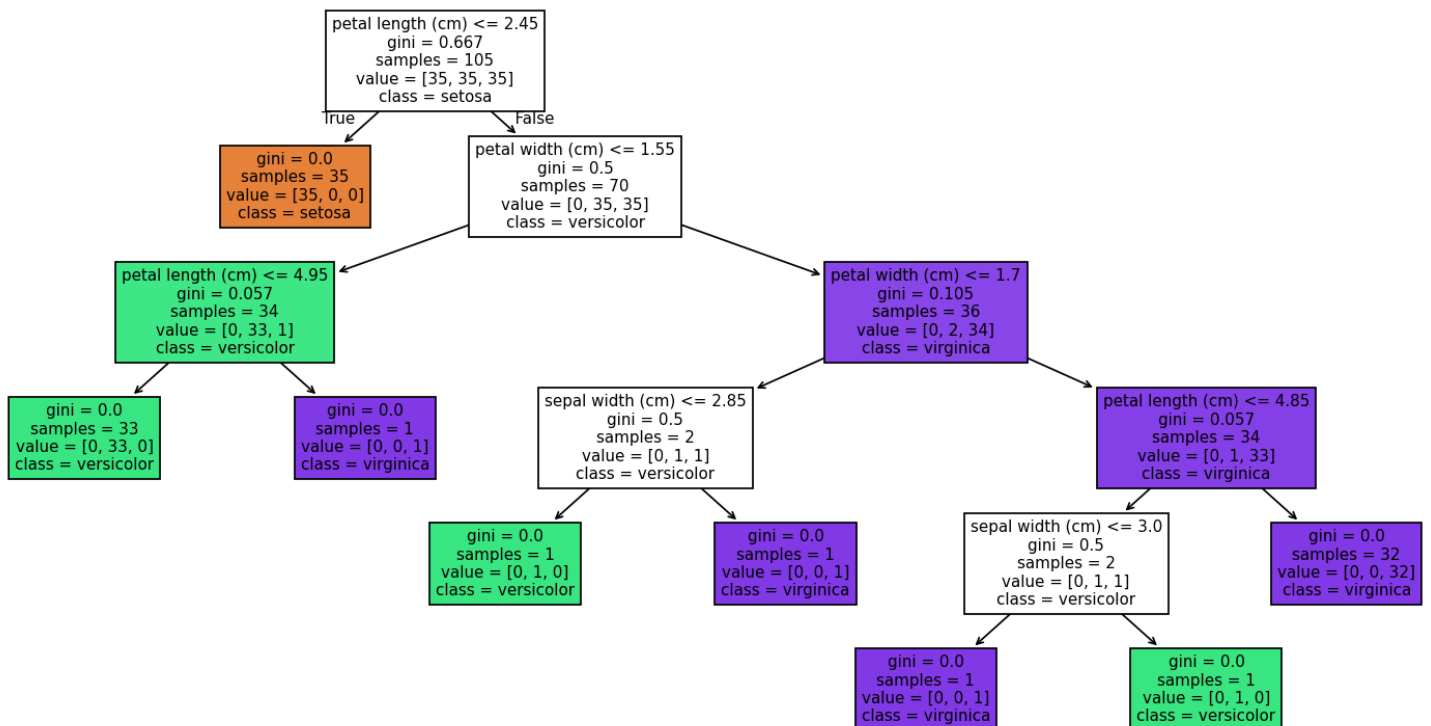 petal length (cm) <= 2.45
gini = 0.667
samples = 105
value = [35, 35, 35]
class = setosa
True
False
gini = 0.0
samples = 35
value = [35, 0, 0]
class = setosa
petal width (cm) <= 1.55
gini = 0.5
samples = 70
value = [0, 35, 35]
class = versicolor
petal length (cm) <= 4.95
gini = 0.057
samples = 34
value = [0, 33, 1]
class = versicolor
petal width (cm) <= 1.7
gini = 0.105
samples = 36
value = [0, 2, 34]
class = virginica
gini = 0.0
samples = 33
value = [0, 33, 0]
class = versicolor
gini = 0.0
samples = 1
value = [0, 0, 1]
class = virginica
sepal width (cm) <= 2.85
gini = 0.5
samples = 2
value = [0, 1, 1]
class = versicolor
petal length (cm) <= 4.85
gini = 0.057
samples = 34
value = [0, 1, 33]
class = virginica
gini = 0.0
samples = 1
value = [0, 1, 0]
class = versicolor
gini = 0.0
samples = 1
value = [0, 0, 1]
class = virginica
sepal width (cm) <= 3.0
gini = 0.5
samples = 2
value = [0, 1, 1]
class = versicolor
gini = 0.0
samples = 32
value = [0, 0, 32]
class = virginica
gini = 0.0
samples = 1
value = [0, 0, 1]
class = virginica
gini = 0.0
samples = 1
value = [0, 1, 0]
class = versicolor